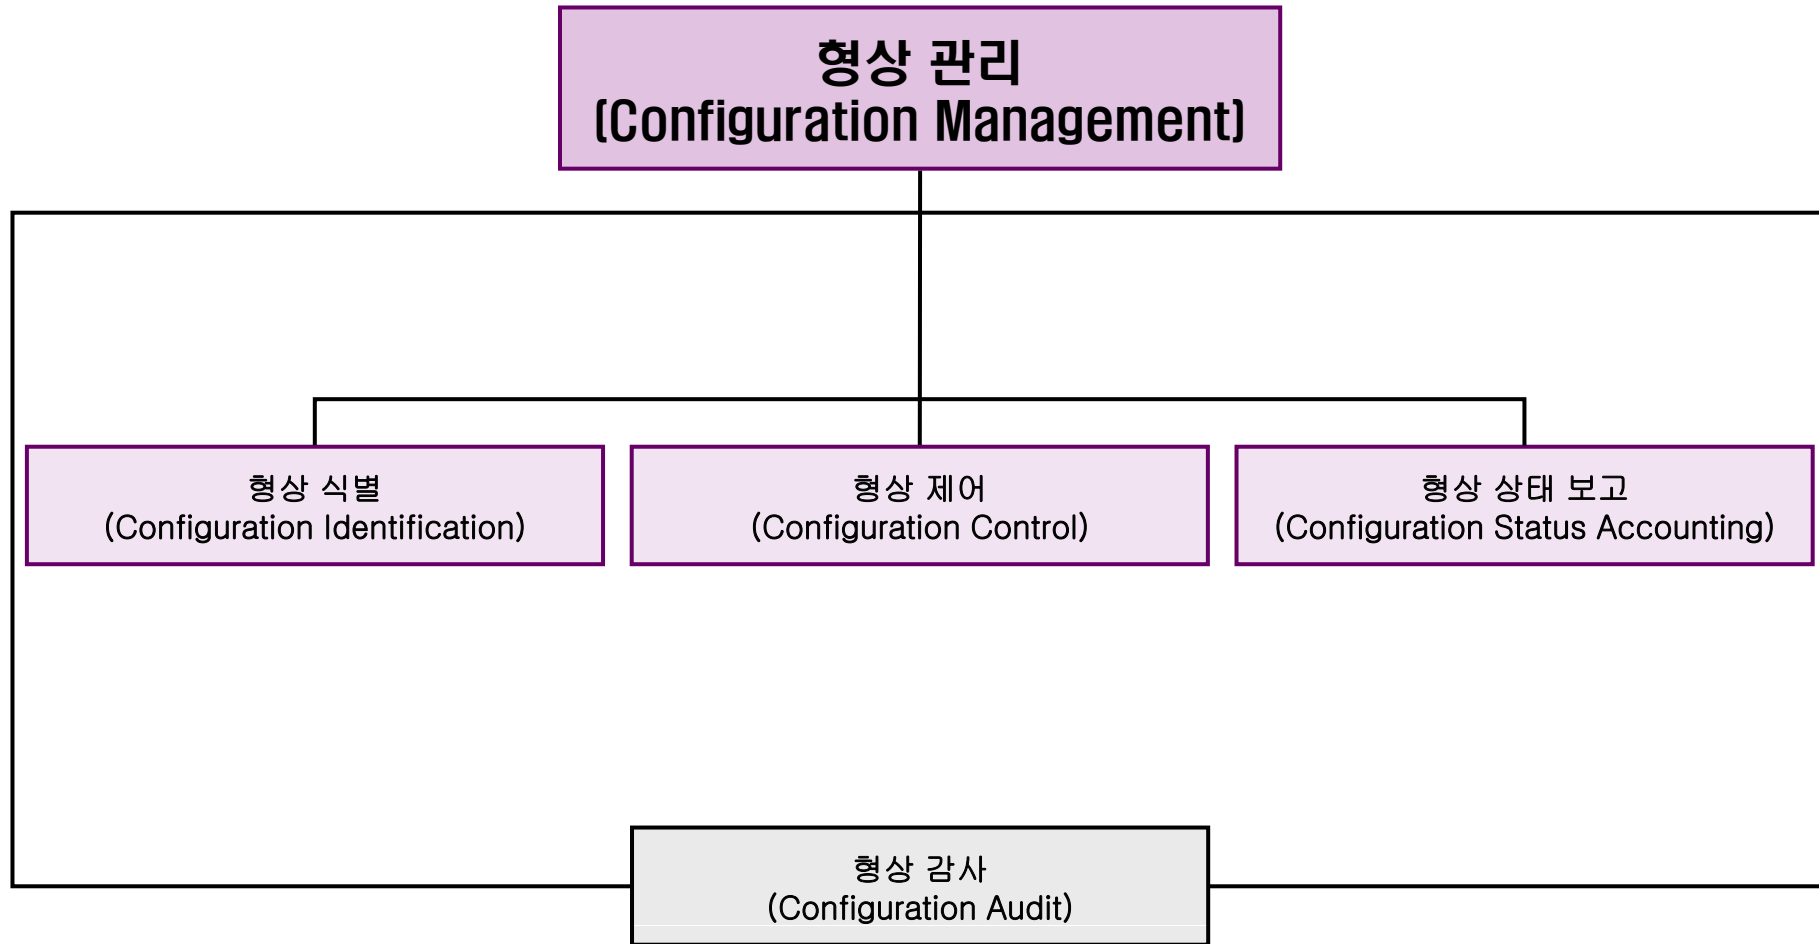 형상 관리
(Configuration Management)
형상 식별
(Configuration Identification)
형상 제어
(Configuration Control)
형상 상태 보고
(Configuration Status Accounting)
형상 감사
(Configuration Audit)